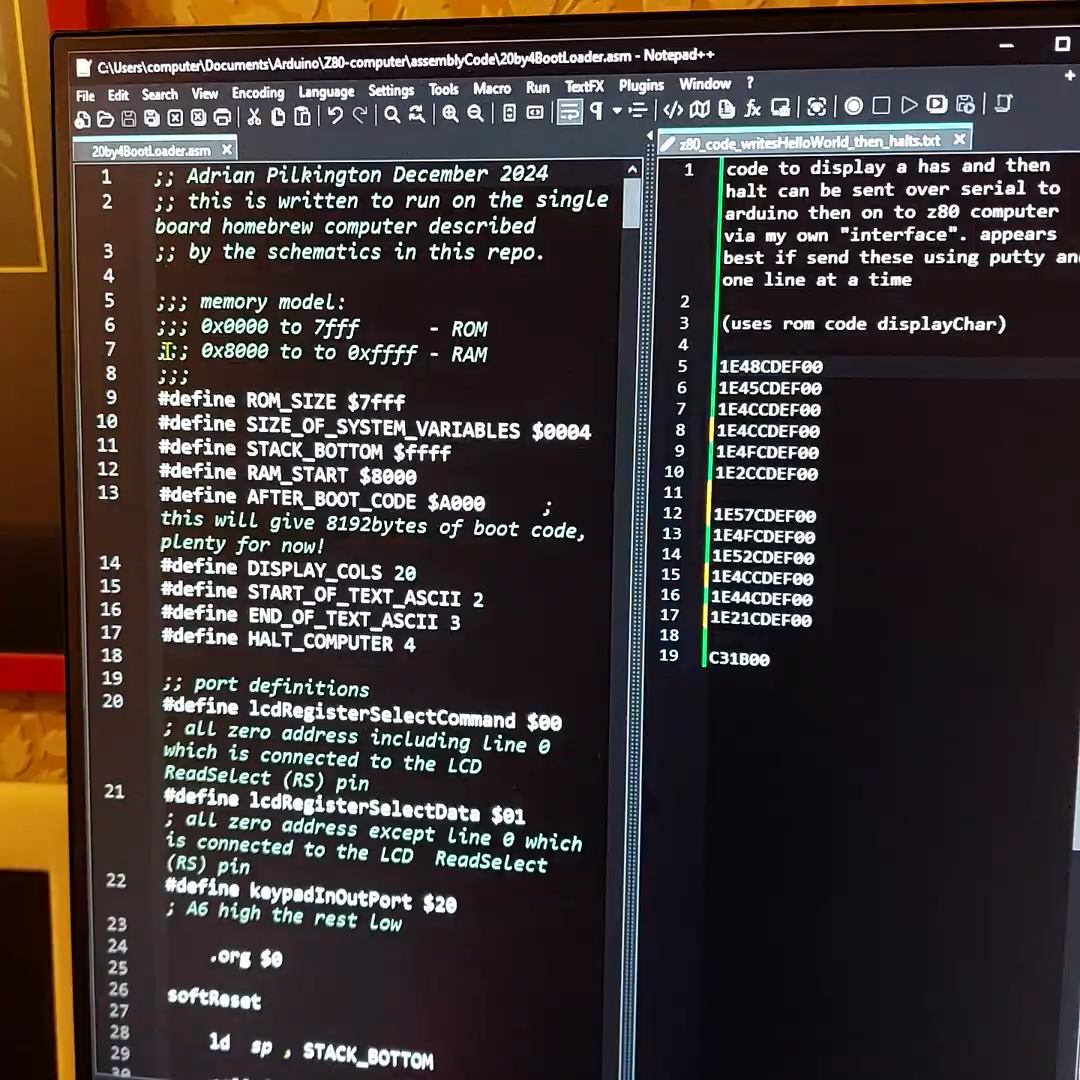 C:\Users\computer\Documents\Arduino\Z80-computer\assemblyCode\20by4BootLoader.asm - Notepad++
File Edit Search View Encoding Language Settings Tools Macro Run TextFX Plugins Window ?
20by4BootLoader.asm
1 ;; Adrian Pilkington December 2024
2 ;; this is written to run on the single
board homebrew computer described
3 ;; by the schematics in this repo.
4
5 ;;; memory model:
6 ;;; 0x0000 to 7fff - ROM
7 ;;; 0x8000 to to 0xffff - RAM
8 ;;;
9 #define ROM_SIZE $7fff
10 #define SIZE_OF_SYSTEM_VARIABLES $0004
11 #define STACK_BOTTOM $ffff
12 #define RAM_START $8000
13 #define AFTER_BOOT_CODE $A000 ;
this will give 8192bytes of boot code,
plenty for now!
14 #define DISPLAY_COLS 20
15 #define START_OF_TEXT_ASCII 2
16 #define END_OF_TEXT_ASCII 3
17 #define HALT_COMPUTER 4
18
19 ;; port definitions
20 #define lcdRegisterSelectCommand $00
; all zero address including line 0
which is connected to the LCD
ReadSelect (RS) pin
21 #define lcdRegisterSelectData $01
; all zero address except line 0 which
is connected to the LCD ReadSelect
(RS) pin
22 #define keypadInOutPort $20
; A6 high the rest low
23
24 .org $0
25
26 softReset
27
28 ld sp , STACK_BOTTOM
29
30
z80_code_writesHelloWorld_then_halts.txt
1 code to display a has and then
halt can be sent over serial to
arduino then on to z80 computer
via my own "interface". appears
best if send these using putty and
one line at a time
2
3 (uses rom code displayChar)
4
5 1E48CDEF00
6 1E45CDEF00
7 1E4CCDEF00
8 1E4CCDEF00
9 1E4FCDEF00
10 1E2CCDEF00
11
12 1E57CDEF00
13 1E4FCDEF00
14 1E52CDEF00
15 1E4CCDEF00
16 1E44CDEF00
17 1E21CDEF00
18
19 C31B00